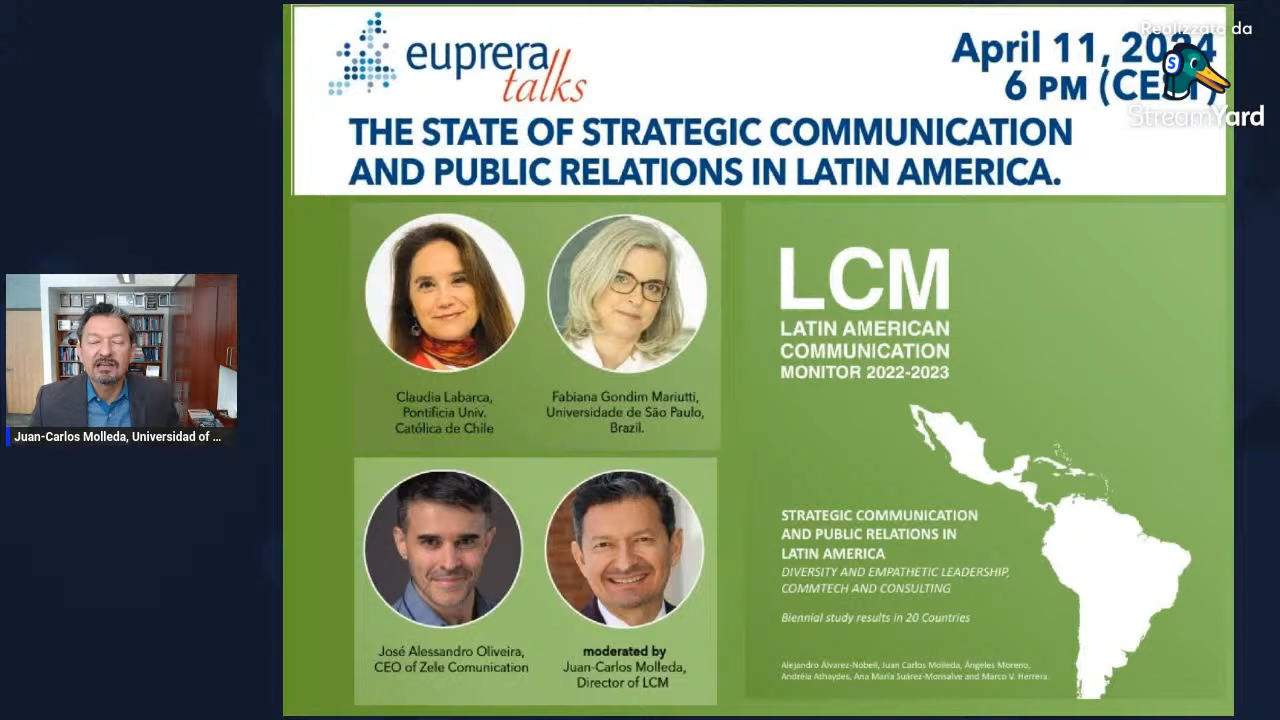 euprera
talks
April 11, 2024
6 PM (CEST)
Realizzato da
StreamYard
THE STATE OF STRATEGIC COMMUNICATION
AND PUBLIC RELATIONS IN LATIN AMERICA.
Claudia Labarca,
Pontificia Univ.
Católica de Chile
Fabiana Gondim Mariutti,
Universidade de São Paulo,
Brazil.
José Alessandro Oliveira,
CEO of Zele Comunication
moderated by
Juan-Carlos Molleda,
Director of LCM
LCM
LATIN AMERICAN
COMMUNICATION
MONITOR 2022-2023
STRATEGIC COMMUNICATION
AND PUBLIC RELATIONS IN
LATIN AMERICA
DIVERSITY AND EMPATHETIC LEADERSHIP,
COMMTECH AND CONSULTING
Biennial study results in 20 Countries
Alejandro Álvarez-Nobell, Juan Carlos Molleda, Ángeles Moreno,
Andréia Athaydes, Ana María Suárez-Monsalve and Marco V. Herrera.
Juan-Carlos Molleda, Universidad of ...